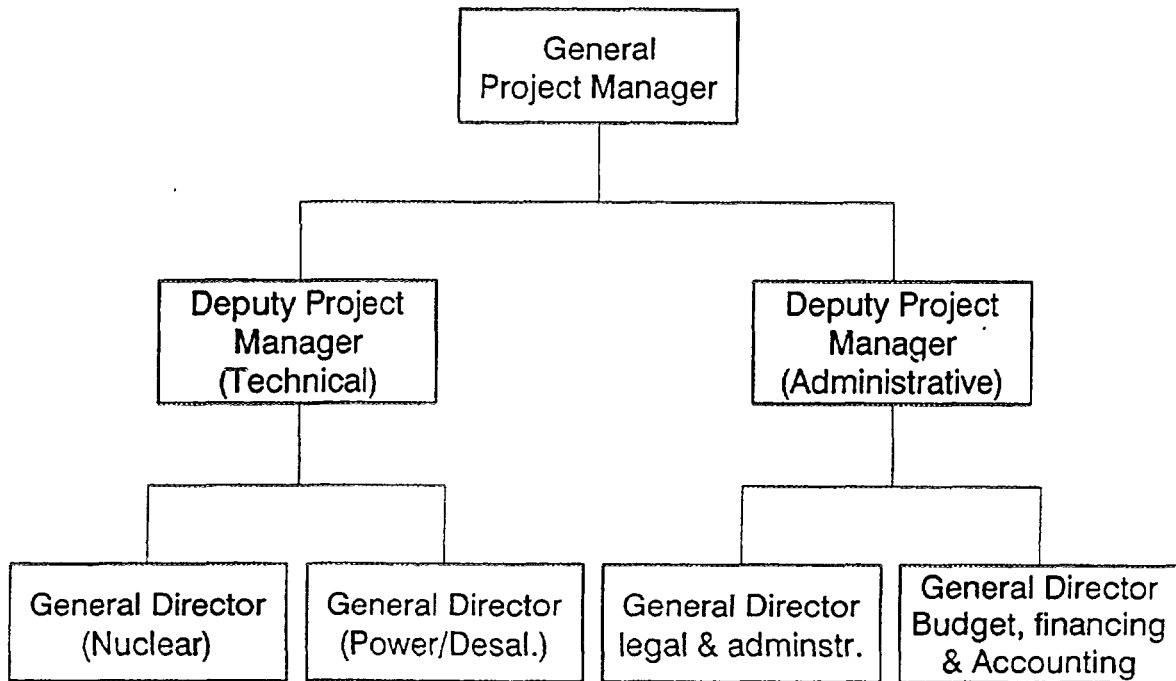 General
Project Manager
Deputy Project
Manager
(Technical)
Deputy Project
Manager
(Administrative)
General Director
(Nuclear)
General Director
(Power/Desal.)
General Director
legal & adminstr.
General Director
Budget, financing
& Accounting